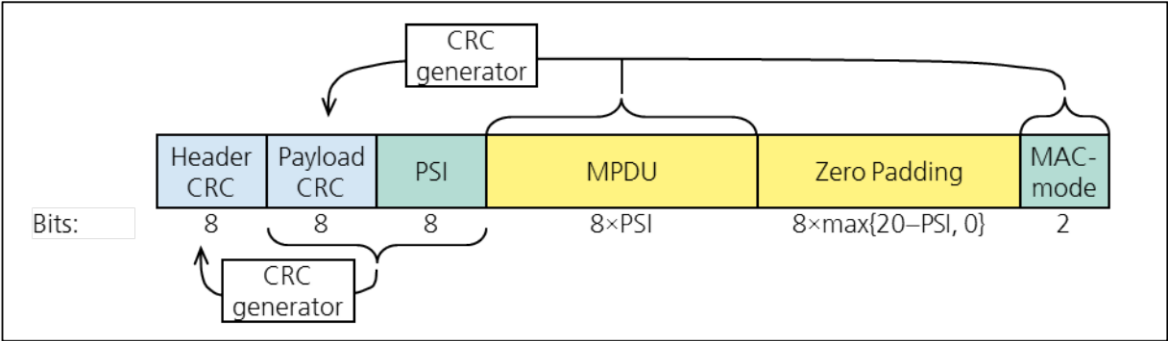 CRC
generator
Header
CRC
Payload
CRC
PSI
MPDU
Zero Padding
MAC-
mode
Bits:
8
8
8
8×PSI
8×max{20–PSI, 0}
2
CRC
generator